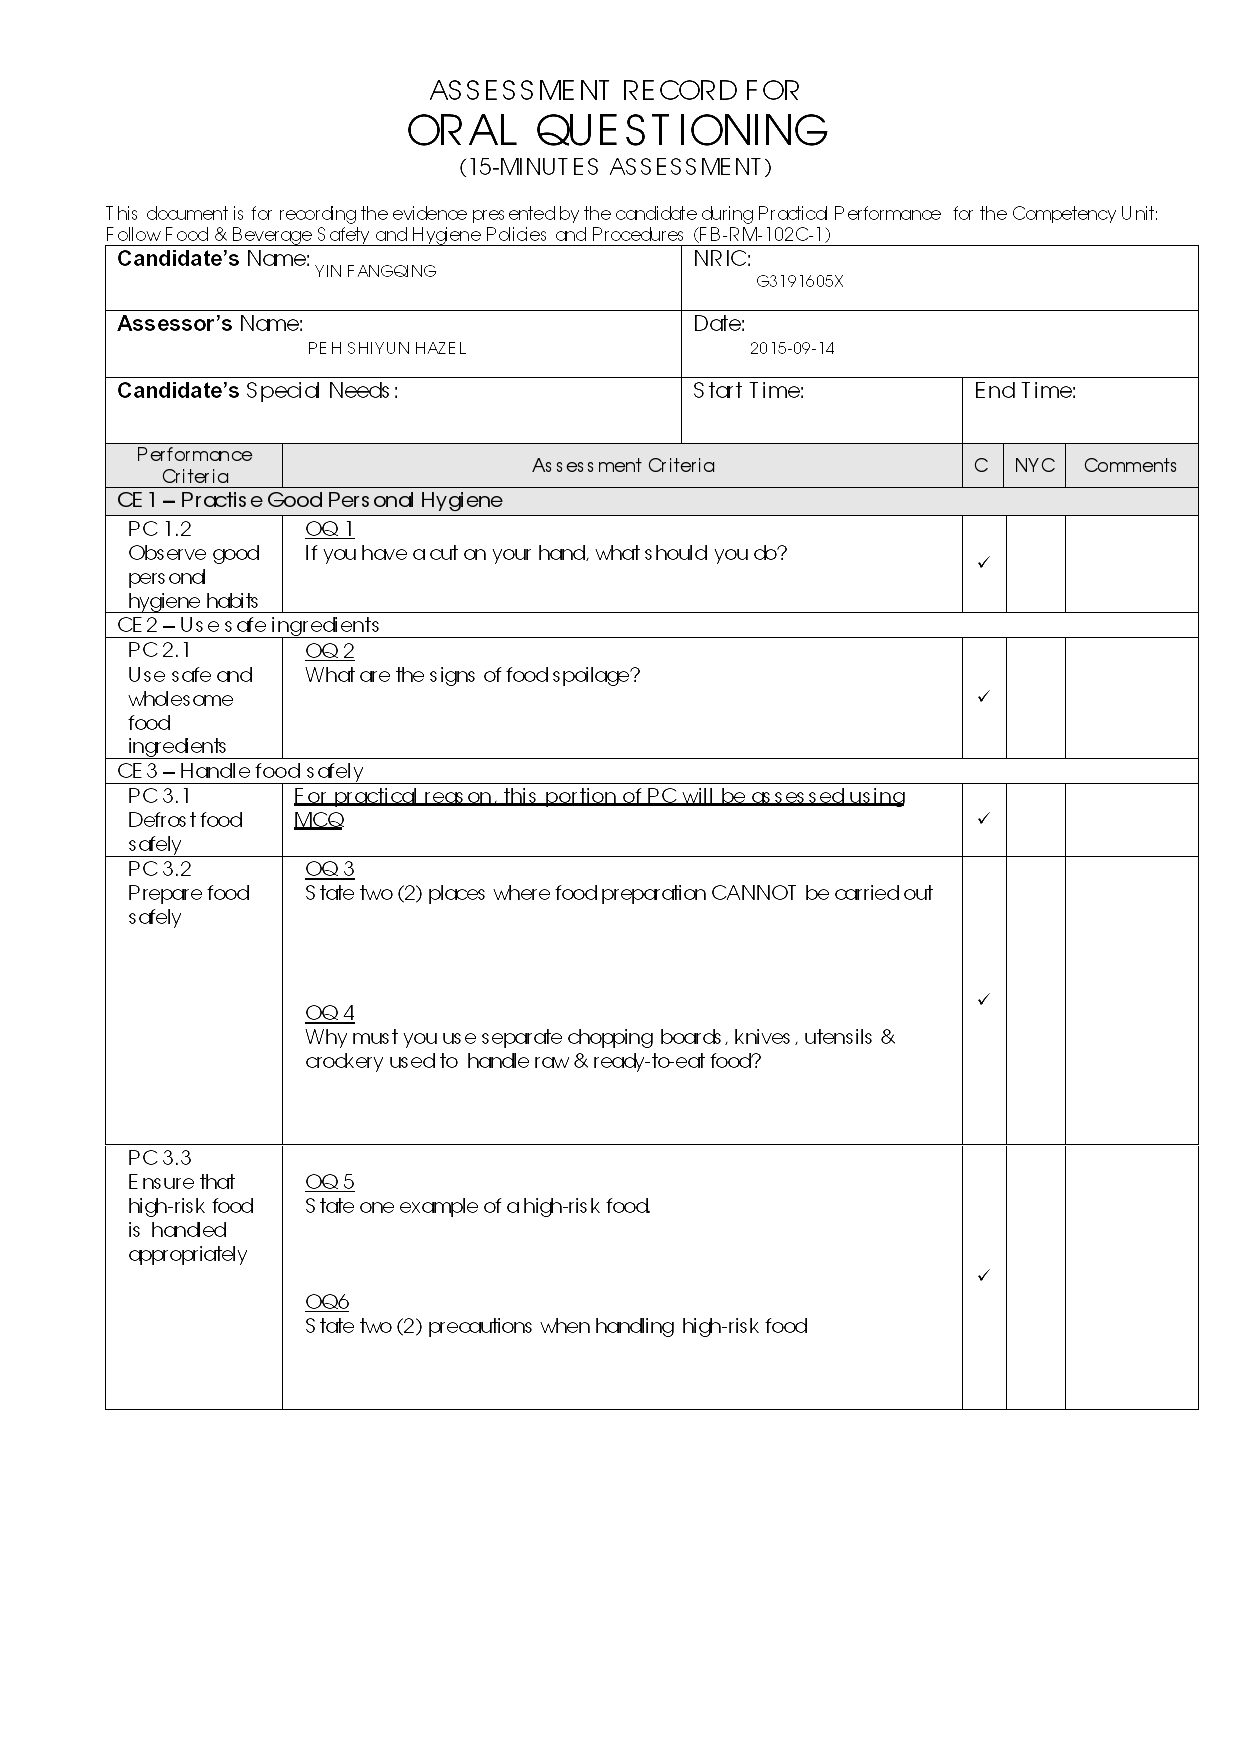 ASSESSMENT RECORD FOR
ORAL QUESTIONING
(15-MINUTES ASSESSMENT)
This document is for recording the evidence presented by the candidate during Practical Performance for the Competency Unit:
Follow Food & Beverage Safety and Hygiene Policies and Procedures (FB-RM-102C-1)
Candidate's Name: YIN FANGQING
NRIC: G3191605X
Assessor's Name: PEH SHIYUN HAZEL
Date: 2015-09-14
Candidate's Special Needs:
Start Time:
End Time:
Performance
Criteria
Assessment Criteria
C
NYC
Comments
CE 1 – Practise Good Personal Hygiene
PC 1.2
Observe good
personal
hygiene habits
OQ 1
If you have a cut on your hand, what should you do?
✓
CE 2 – Use safe ingredients
PC 2.1
Use safe and
wholesome
food
ingredients
OQ 2
What are the signs of food spoilage?
✓
CE 3 – Handle food safely
PC 3.1
Defrost food
safely
For practical reason, this portion of PC will be assessed using
MCQ
✓
PC 3.2
Prepare food
safely
OQ 3
State two (2) places where food preparation CANNOT be carried out
OQ 4
Why must you use separate chopping boards, knives, utensils &
crockery used to handle raw & ready-to-eat food?
✓
PC 3.3
Ensure that
high-risk food
is handled
appropriately
OQ 5
State one example of a high-risk food.
OQ6
State two (2) precautions when handling high-risk food
✓